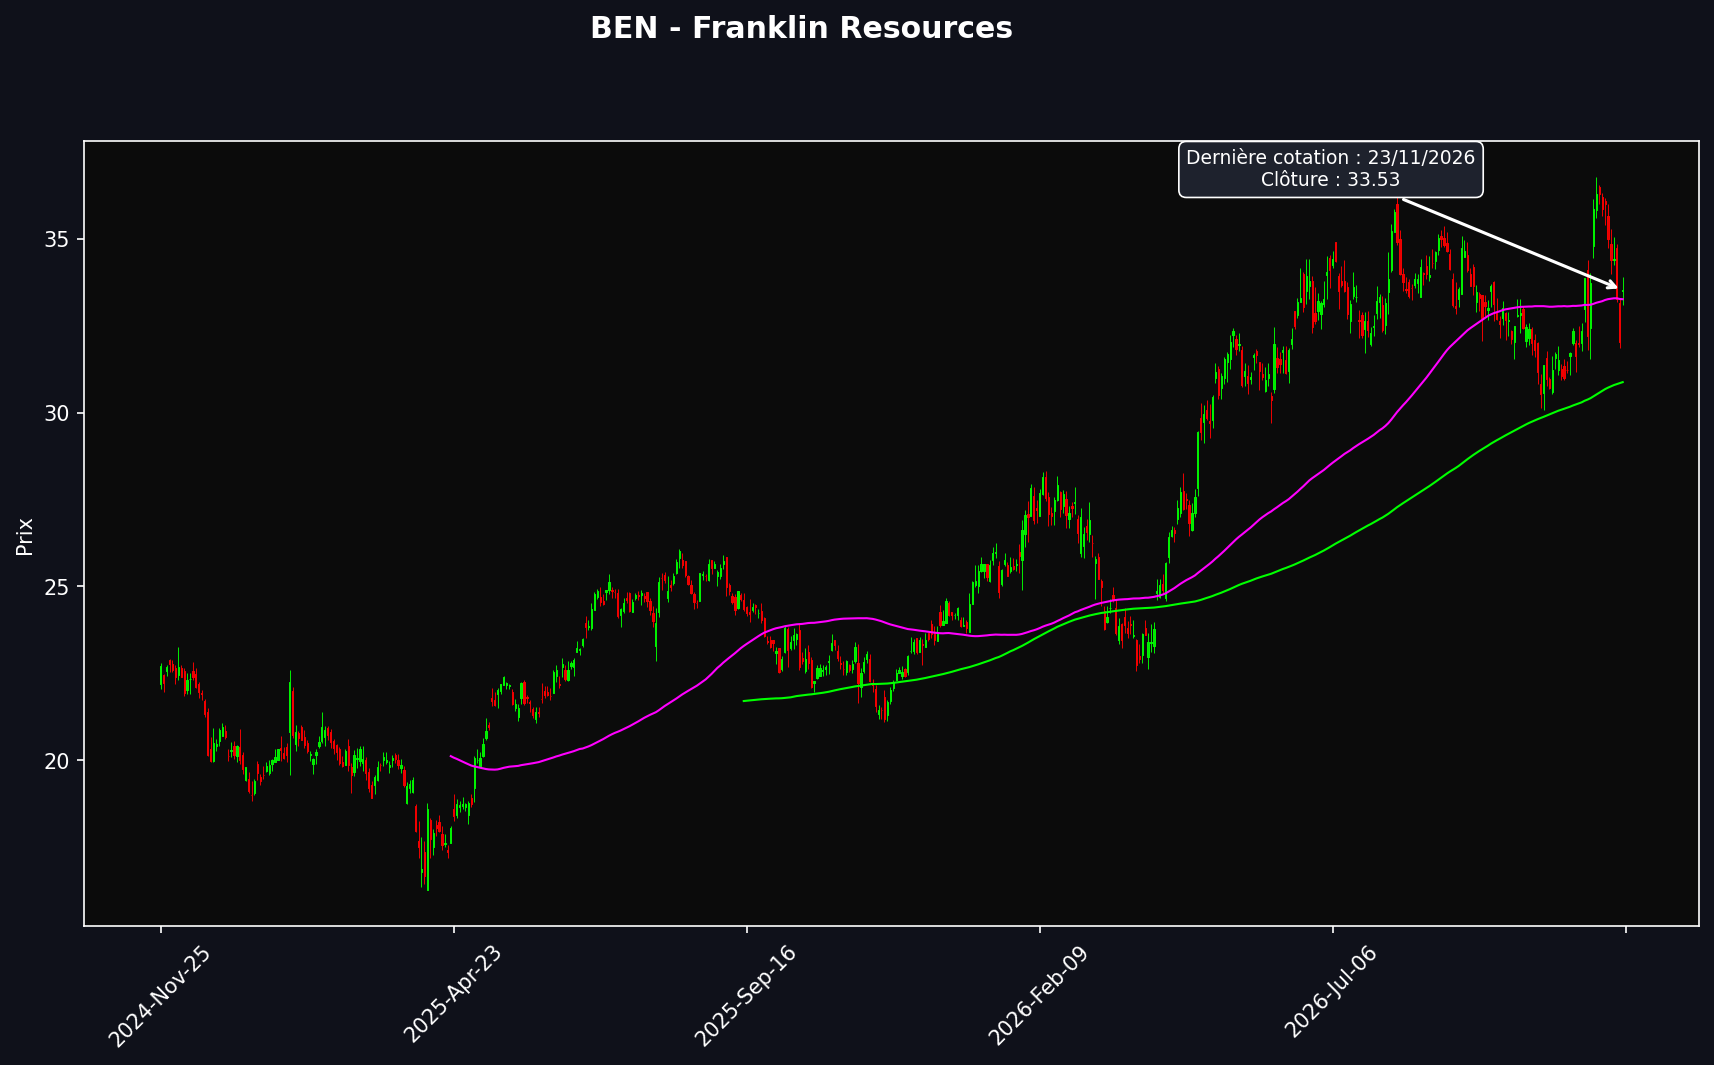 BEN - Franklin Resources
Dernière cotation : 23/11/2026
Clôture : 33.53
Prix
35
30
25
20
2024-Nov-25
2025-Apr-23
2025-Sep-16
2026-Feb-09
2026-Jul-06